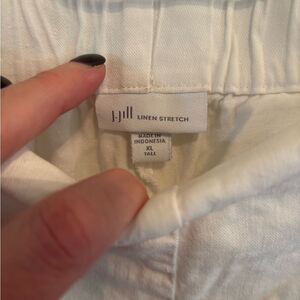 J.Jill LINEN STRETCH
MADE IN
INDONESIA
XL
TALL